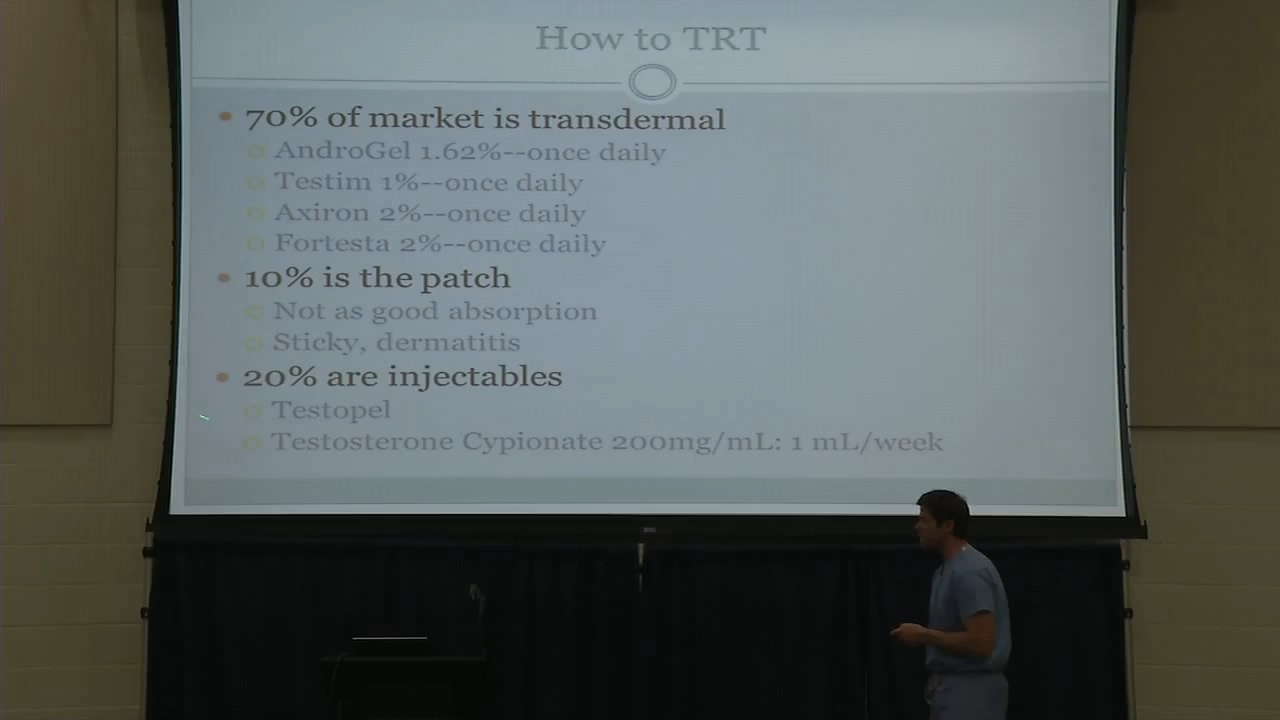 How to TRT
70% of market is transdermal
AndroGel 1.62%--once daily
Testim 1%--once daily
Axiron 2%--once daily
Fortesta 2%--once daily
10% is the patch
Not as good absorption
Sticky, dermatitis
20% are injectables
Testopel
Testosterone Cypionate 200mg/mL: 1 mL/week